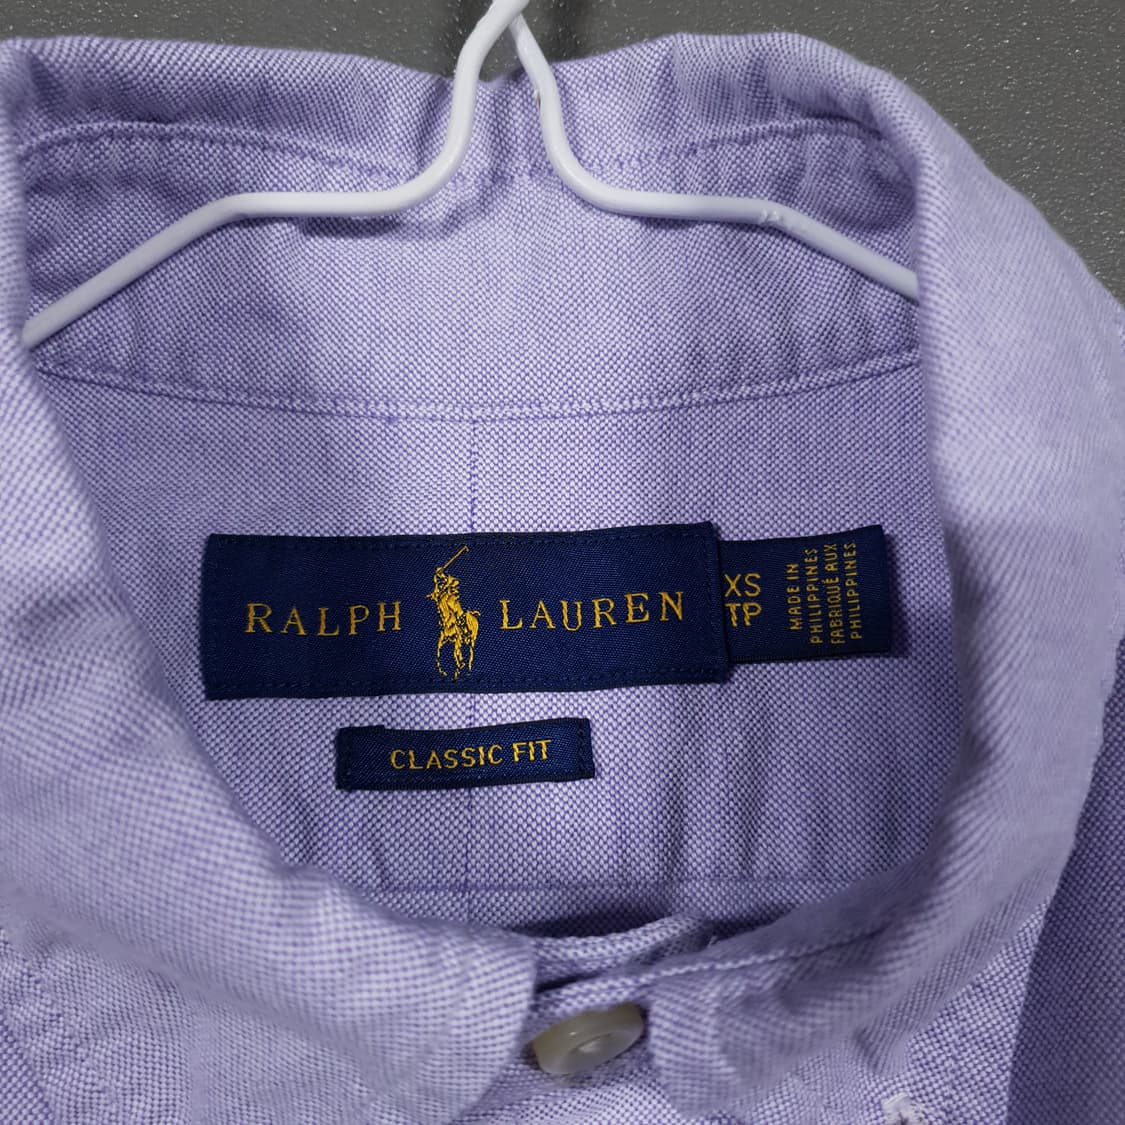 RALPH LAUREN
XS
TP
MADE IN
PHILIPPINES
FABRIQUÉ AUX
PHILIPPINES
CLASSIC FIT